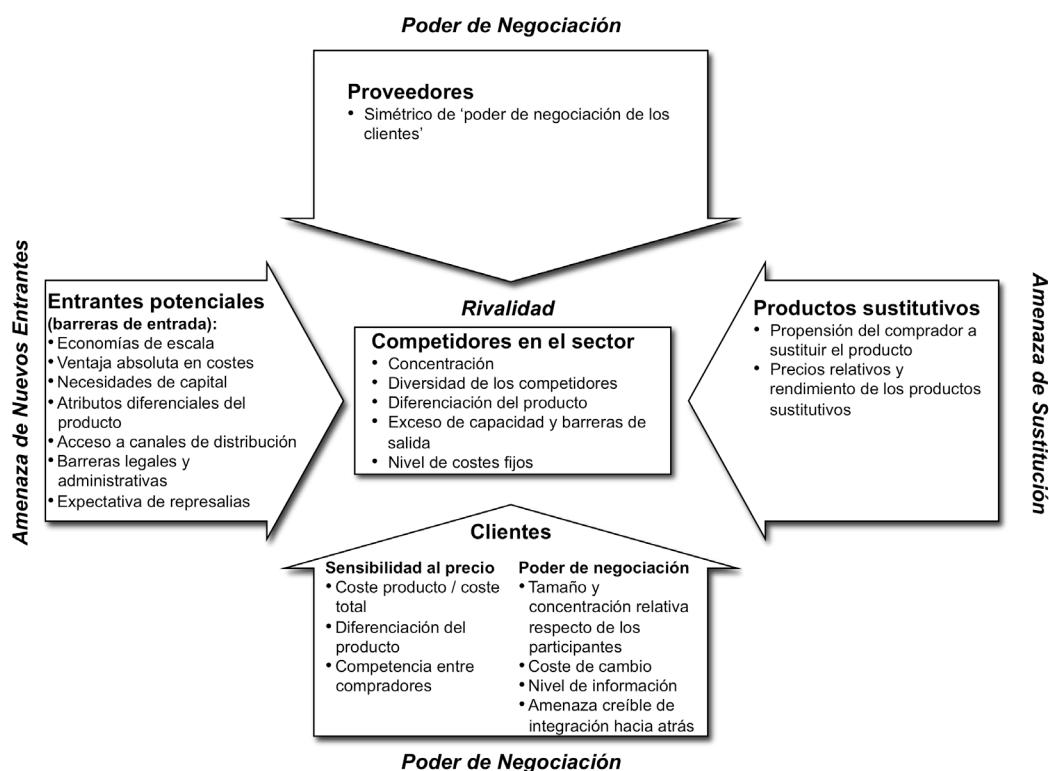 Poder de Negociación
Proveedores
• Simétrico de ‘poder de negociación de los
clientes’
Amenaza de Nuevos Entrantes
Entrantes potenciales
(barreras de entrada):
• Economías de escala
• Ventaja absoluta en costes
• Necesidades de capital
• Atributos diferenciales del
producto
• Acceso a canales de distribución
• Barreras legales y
administrativas
• Expectativa de represalias
Rivalidad
Competidores en el sector
• Concentración
• Diversidad de los competidores
• Diferenciación del producto
• Exceso de capacidad y barreras de
salida
• Nivel de costes fijos
Productos sustitutivos
• Propensión del comprador a
sustituir el producto
• Precios relativos y
rendimiento de los productos
sustitutivos
Amenaza de Sustitución
Clientes
Sensibilidad al precio
• Coste producto / coste
total
• Diferenciación del
producto
• Competencia entre
compradores
Poder de negociación
• Tamaño y
concentración relativa
respecto de los
participantes
• Coste de cambio
• Nivel de información
• Amenaza creíble de
integración hacia atrás
Poder de Negociación